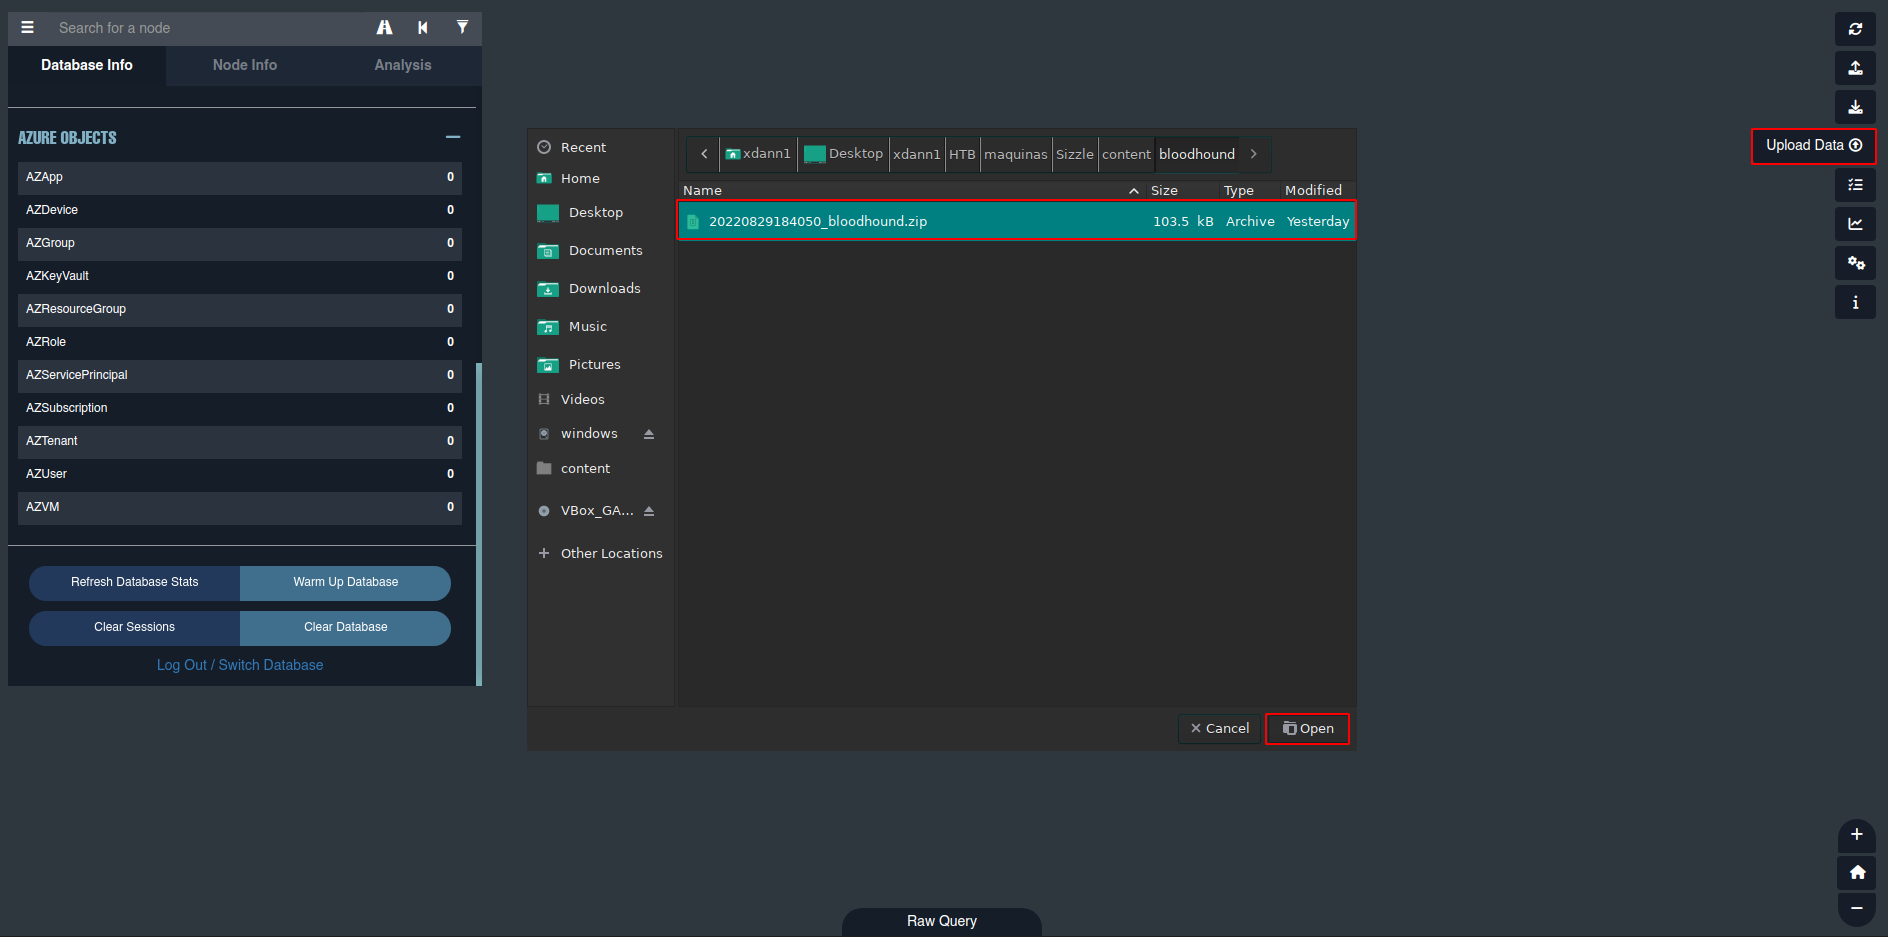 Search for a node
Database Info Node Info Analysis
AZURE OBJECTS
AZApp 0
AZDevice 0
AZGroup 0
AZKeyVault 0
AZResourceGroup 0
AZRole 0
AZServicePrincipal 0
AZSubscription 0
AZTenant 0
AZUser 0
AZVM 0
Refresh Database Stats Warm Up Database
Clear Sessions Clear Database
Log Out / Switch Database
Recent
Home
Desktop
Documents
Downloads
Music
Pictures
Videos
windows
content
VBox_GA...
Other Locations
xdann1 Desktop xdann1 HTB maquinas Sizzle content bloodhound
Name Size Type Modified
20220829184050_bloodhound.zip 103.5 kB Archive Yesterday
Cancel Open
Upload Data
Raw Query